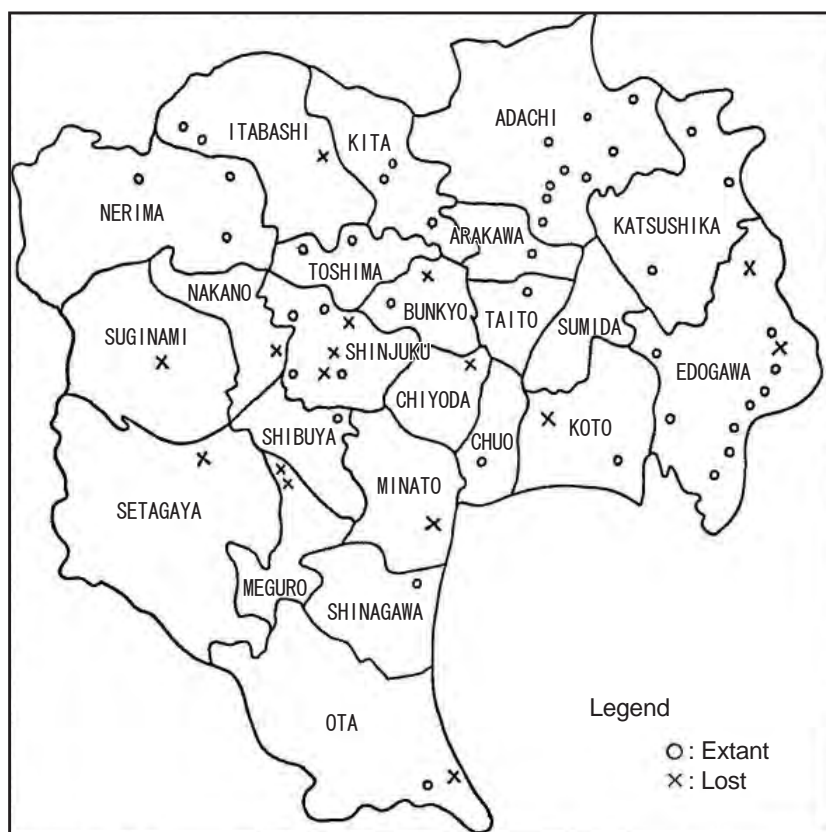 ADACHI
ITABASHI
KITA
NERIMA
ARAKAWA
KATSUSHIKA
TOSHIMA
NAKANO
BUNKYO
TAITO
SUMIDA
SUGINAMI
SHINJUKU
EDOGAWA
CHIYODA
SHIBUYA
CHUO
KOTO
MINATO
SETAGAYA
MEGURO
SHINAGAWA
OTA
Legend
O: Extant
×: Lost